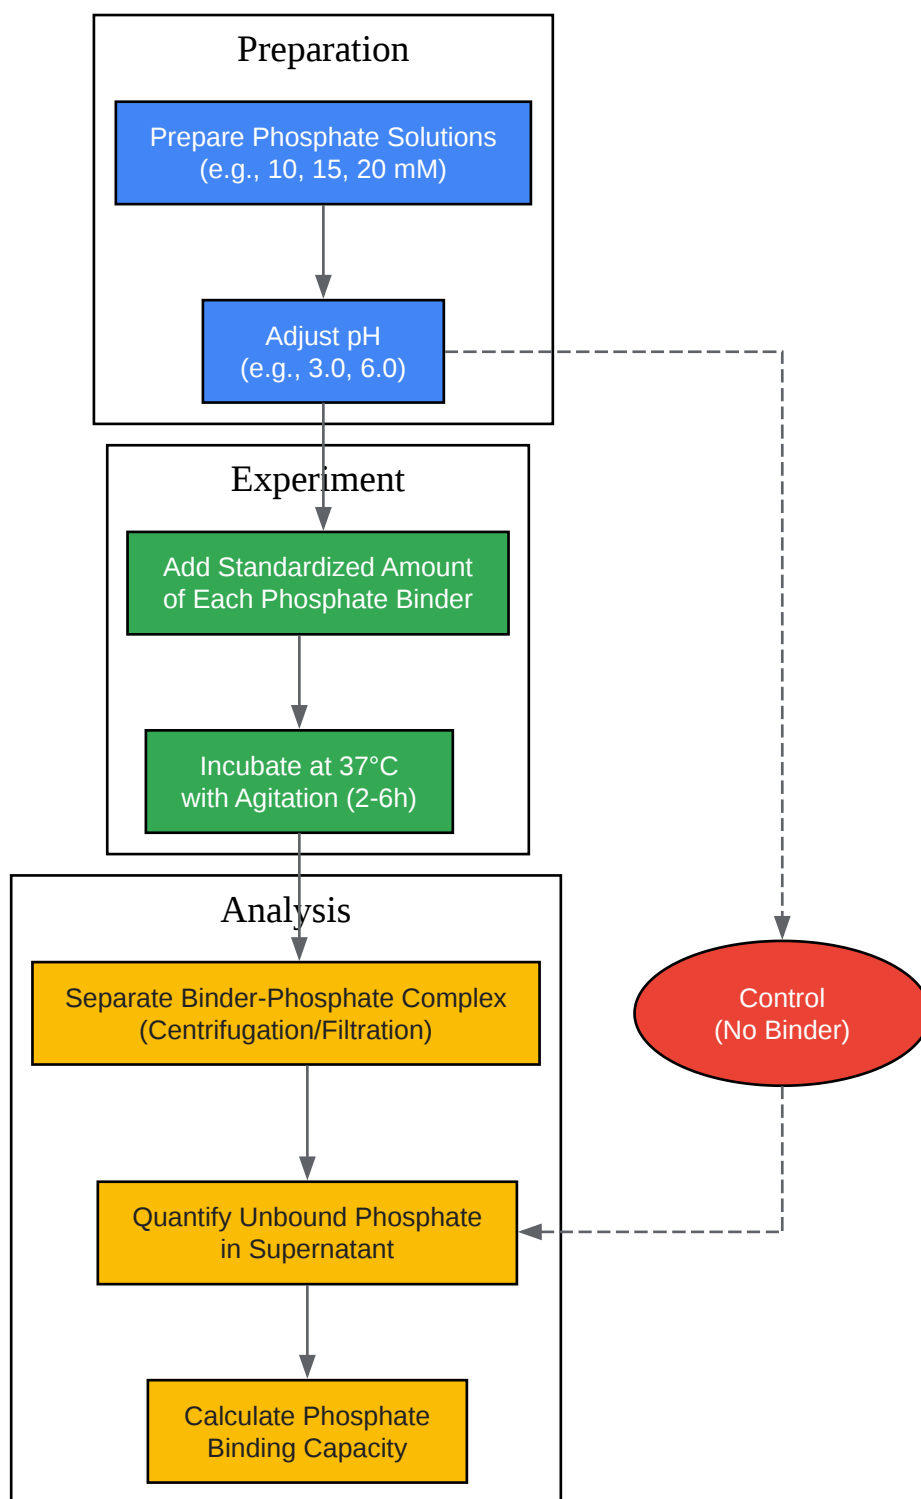 Preparation
Prepare Phosphate Solutions
(e.g., 10, 15, 20 mM)
Adjust pH
(e.g., 3.0, 6.0)
Experiment
Add Standardized Amount
of Each Phosphate Binder
Incubate at 37°C
with Agitation (2-6h)
Analysis
Separate Binder-Phosphate Complex
(Centrifugation/Filtration)
Control
(No Binder)
Quantify Unbound Phosphate
in Supernatant
Calculate Phosphate
Binding Capacity